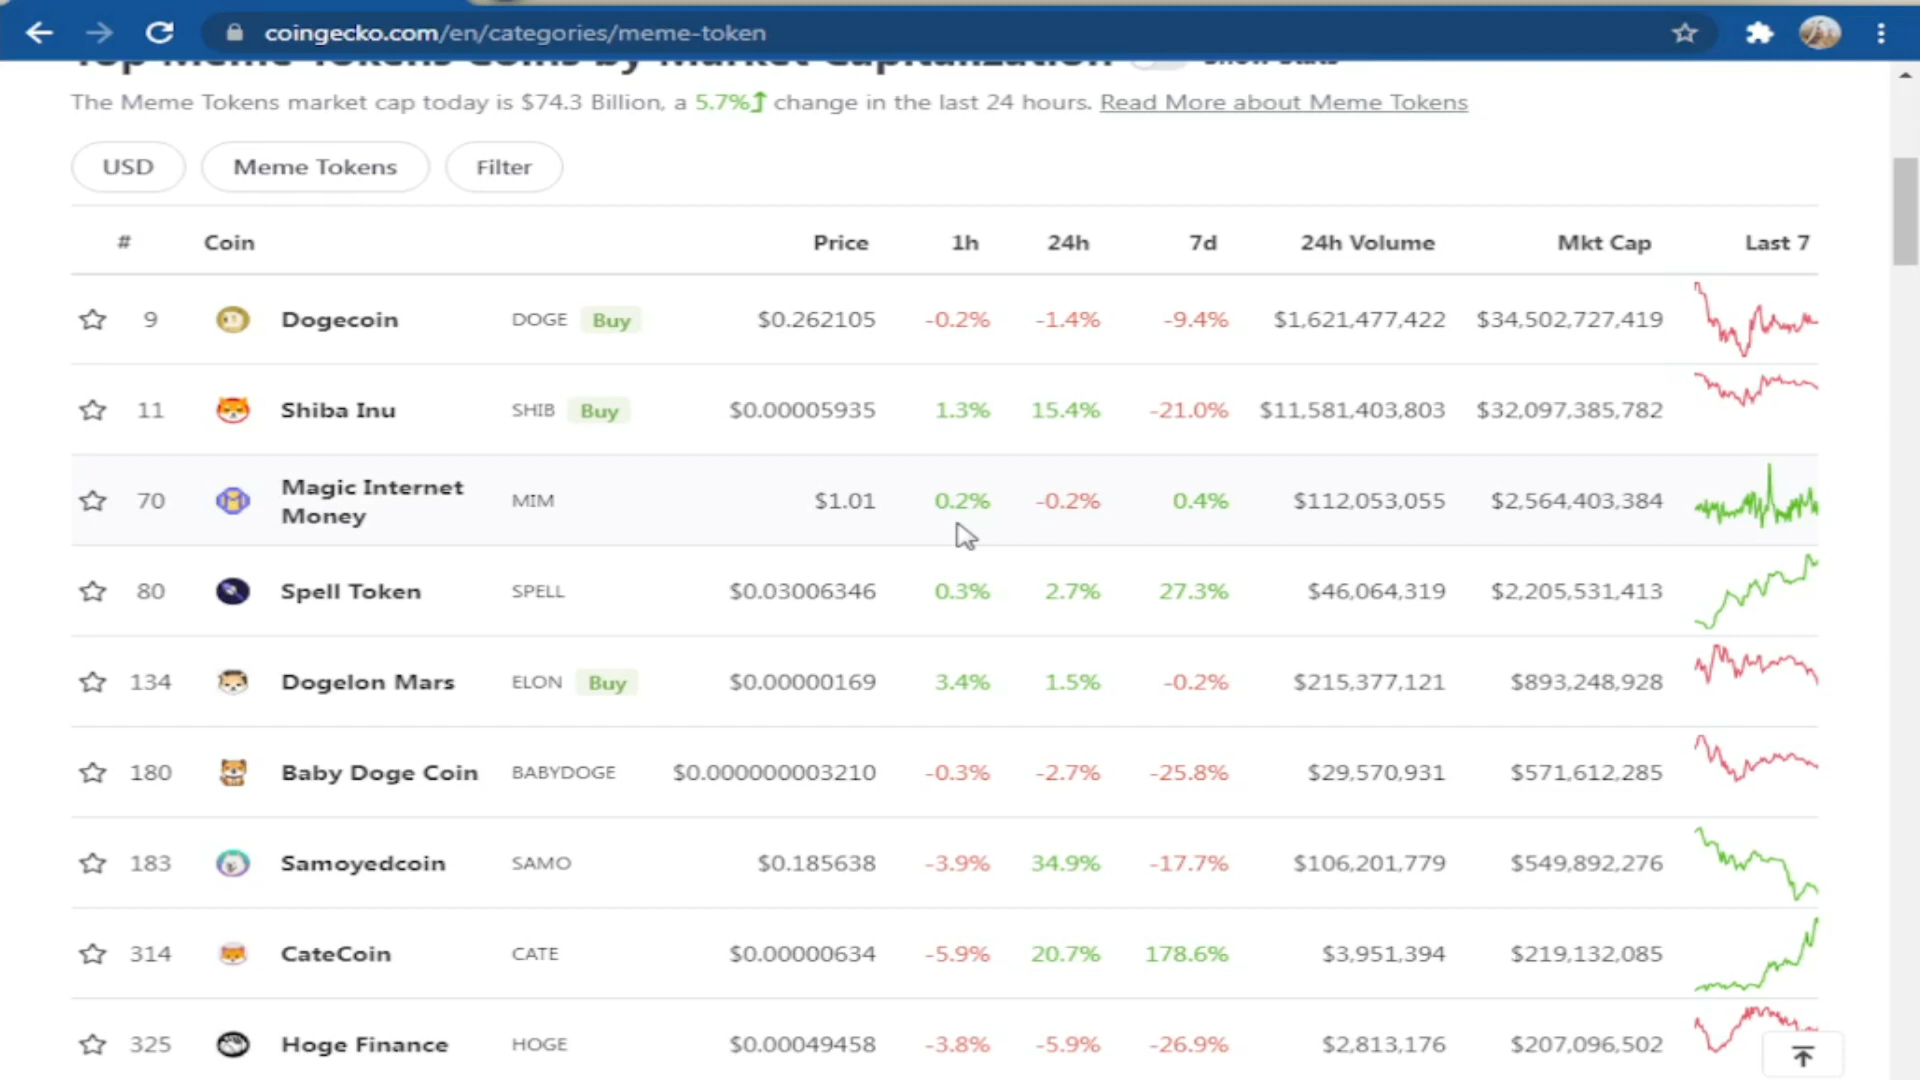 coingecko.com/en/categories/meme-token
Top Meme Tokens Coins by Market Capitalization Show Stats
The Meme Tokens market cap today is $74.3 Billion, a 5.7% change in the last 24 hours. Read More about Meme Tokens
USD Meme Tokens Filter
# Coin Price 1h 24h 7d 24h Volume Mkt Cap Last 7
9 Dogecoin DOGE Buy $0.262105 -0.2% -1.4% -9.4% $1,621,477,422 $34,502,727,419
11 Shiba Inu SHIB Buy $0.00005935 1.3% 15.4% -21.0% $11,581,403,803 $32,097,385,782
70 Magic Internet Money MIM $1.01 0.2% -0.2% 0.4% $112,053,055 $2,564,403,384
80 Spell Token SPELL $0.03006346 0.3% 2.7% 27.3% $46,064,319 $2,205,531,413
134 Dogelon Mars ELON Buy $0.00000169 3.4% 1.5% -0.2% $215,377,121 $893,248,928
180 Baby Doge Coin BABYDOGE $0.000000003210 -0.3% -2.7% -25.8% $29,570,931 $571,612,285
183 Samoyedcoin SAMO $0.185638 -3.9% 34.9% -17.7% $106,201,779 $549,892,276
314 CateCoin CATE $0.00000634 -5.9% 20.7% 178.6% $3,951,394 $219,132,085
325 Hoge Finance HOGE $0.00049458 -3.8% -5.9% -26.9% $2,813,176 $207,096,502